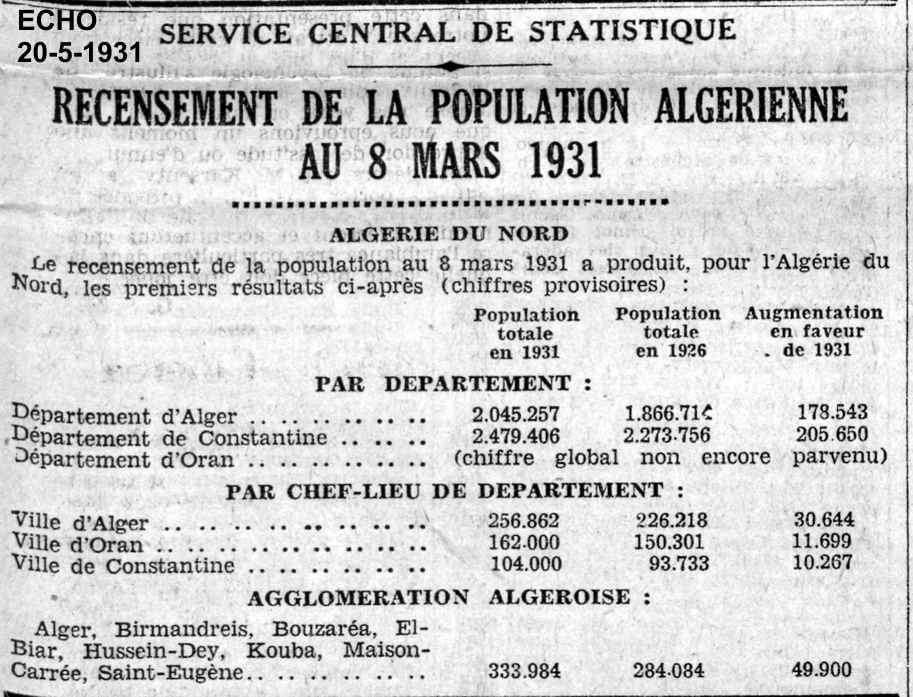 ECHO
20-5-1931
SERVICE CENTRAL DE STATISTIQUE
RECENSEMENT DE LA POPULATION ALGERIENNE
AU 8 MARS 1931
ALGERIE DU NORD
Le recensement de la population au 8 mars 1931 a produit, pour l'Algérie du
Nord, les premiers résultats ci-après (chiffres provisoires) :
Population Population Augmentation
totale totale en faveur
en 1931 en 1926 de 1931
PAR DEPARTEMENT :
Département d'Alger .. .. .. .. .. .. 2.045.257 1.866.714 178.543
Département de Constantine .. .. .. 2.479.406 2.273.756 205.650
Département d'Oran .. .. .. .. .. .. (chiffre global non encore parvenu)
PAR CHEF-LIEU DE DEPARTEMENT :
Ville d'Alger .. .. .. .. .. .. .. .. .. 256.862 226.218 30.644
Ville d'Oran .. .. .. .. .. .. .. .. .. 162.000 150.301 11.699
Ville de Constantine .. .. .. .. .. .. 104.000 93.733 10.267
AGGLOMERATION ALGEROISE :
Alger, Birmandreis, Bouzaréa, El-
Biar, Hussein-Dey, Kouba, Maison-
Carrée, Saint-Eugène.. .. .. .. .. .. 333.984 284.084 49.900